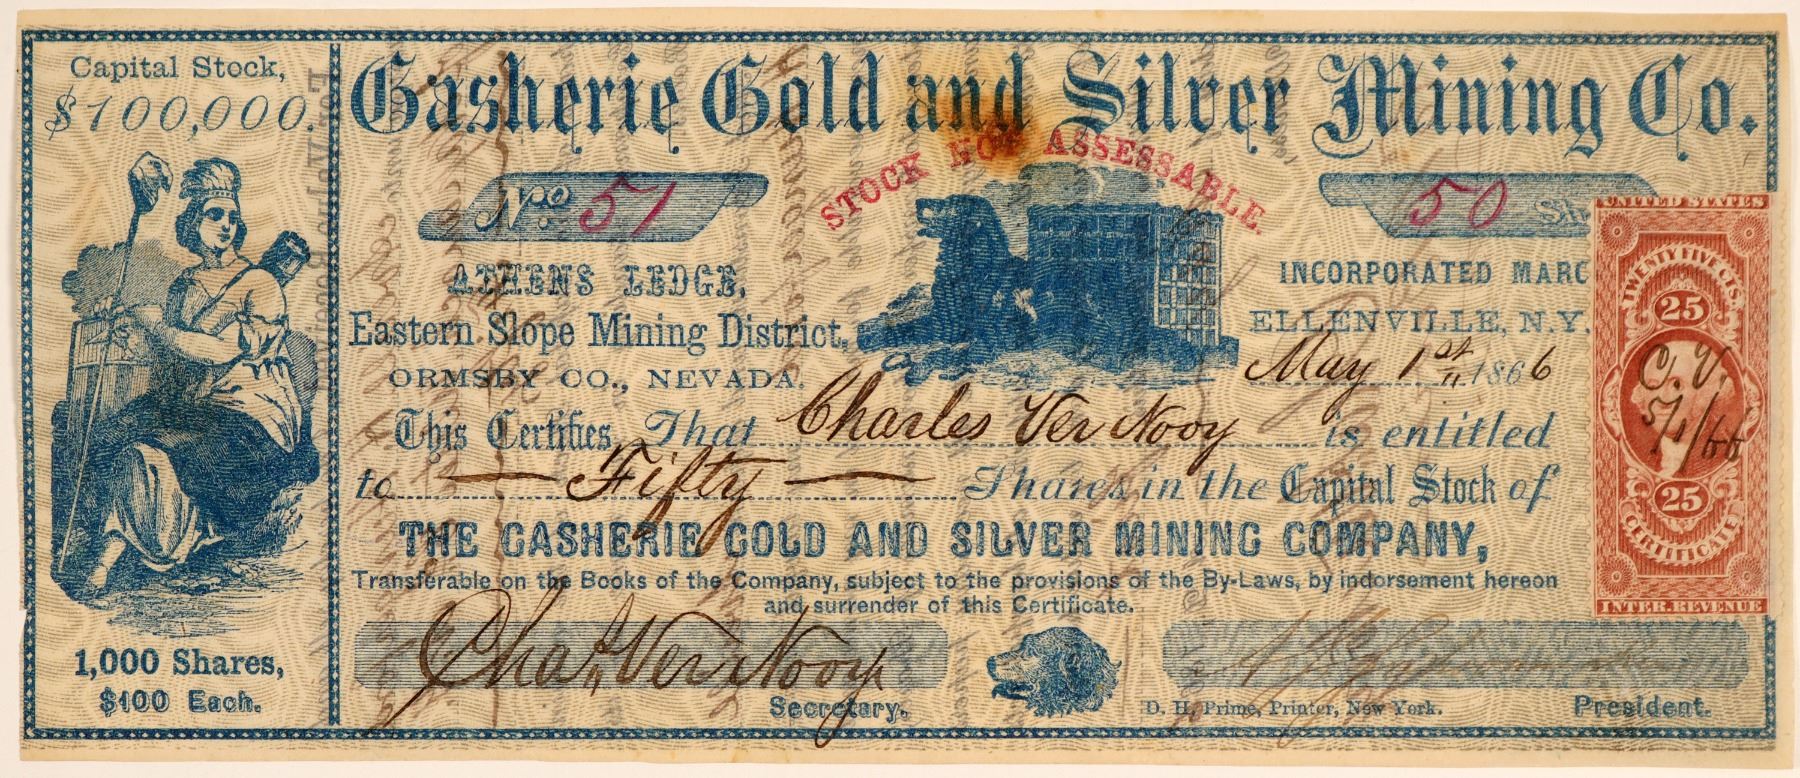 Capital Stock,
$100,000.
Gasherie Gold and Silver Mining Co.
STOCK NOT ASSESSABLE.
No. 51
50 Sh
ATHENS LEDGE,
Eastern Slope Mining District,
ORMSBY CO., NEVADA.
INCORPORATED MARC
ELLENVILLE, N.Y.
May 1st 1866
This Certifies That Charles Ver Nooy is entitled
to Fifty Shares in the Capital Stock of
THE GASHERIE GOLD AND SILVER MINING COMPANY,
Transferable on the Books of the Company, subject to the provisions of the By-Laws, by indorsement hereon
and surrender of this Certificate.
Chas Ver Nooy
Secretary.
D. H. Prime, Printer, New York.
President.
1,000 Shares,
$100 Each.
UNITED STATES
TWENTY FIVE CTS.
25
C. V.
5/1/66
25
CERTIFICATE
INTER. REVENUE